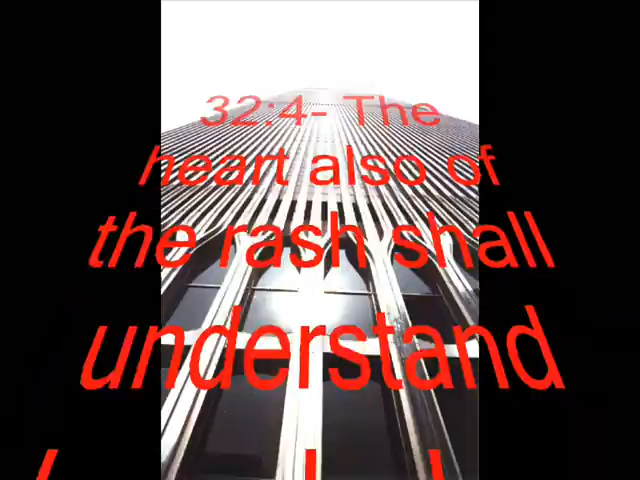 32:4- The
heart also of
the rash shall
understand